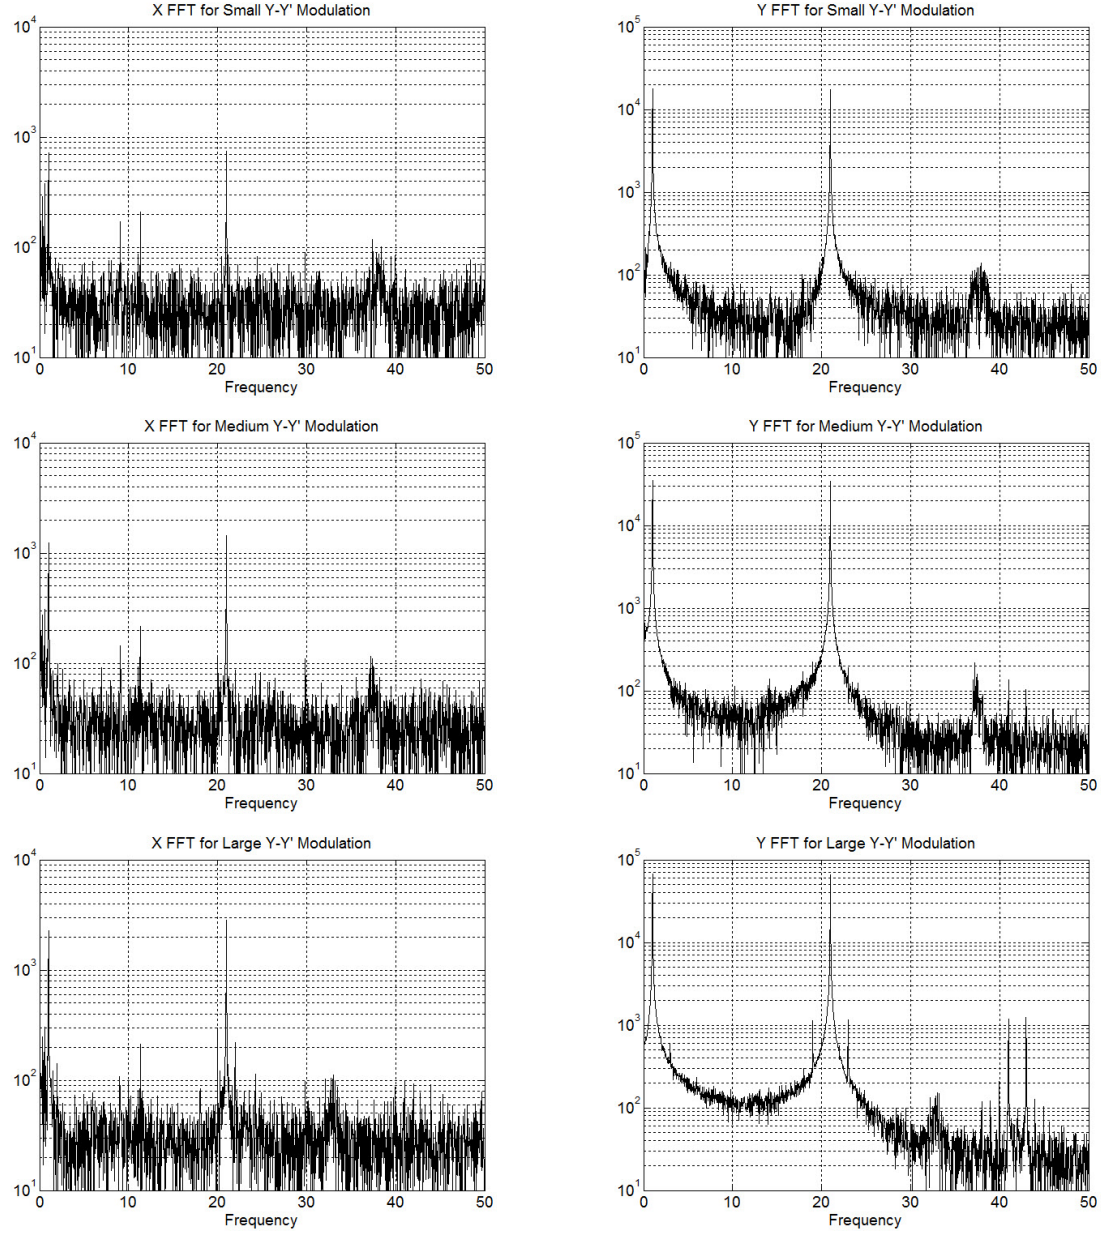 X FFT for Small Y-Y' Modulation
10^4
10^3
10^2
10^1
0 10 20 30 40 50
Frequency
Y FFT for Small Y-Y' Modulation
10^5
10^4
10^3
10^2
10^1
0 10 20 30 40 50
Frequency
X FFT for Medium Y-Y' Modulation
10^4
10^3
10^2
10^1
0 10 20 30 40 50
Frequency
Y FFT for Medium Y-Y' Modulation
10^5
10^4
10^3
10^2
10^1
0 10 20 30 40 50
Frequency
X FFT for Large Y-Y' Modulation
10^4
10^3
10^2
10^1
0 10 20 30 40 50
Frequency
Y FFT for Large Y-Y' Modulation
10^5
10^4
10^3
10^2
10^1
0 10 20 30 40 50
Frequency